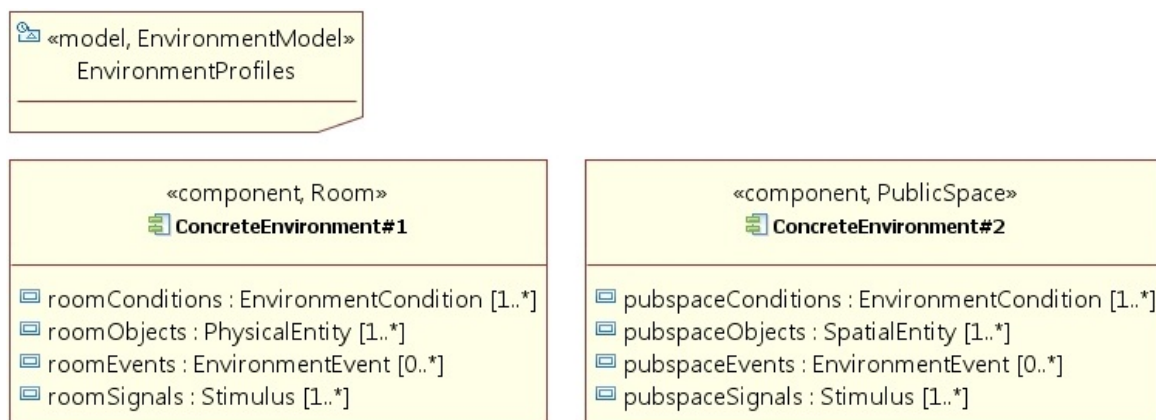 «model, EnvironmentModel»
EnvironmentProfiles
«component, Room»
ConcreteEnvironment#1
roomConditions : EnvironmentCondition [1..*]
roomObjects : PhysicalEntity [1..*]
roomEvents : EnvironmentEvent [0..*]
roomSignals : Stimulus [1..*]
«component, PublicSpace»
ConcreteEnvironment#2
pubspaceConditions : EnvironmentCondition [1..*]
pubspaceObjects : SpatialEntity [1..*]
pubspaceEvents : EnvironmentEvent [0..*]
pubspaceSignals : Stimulus [1..*]